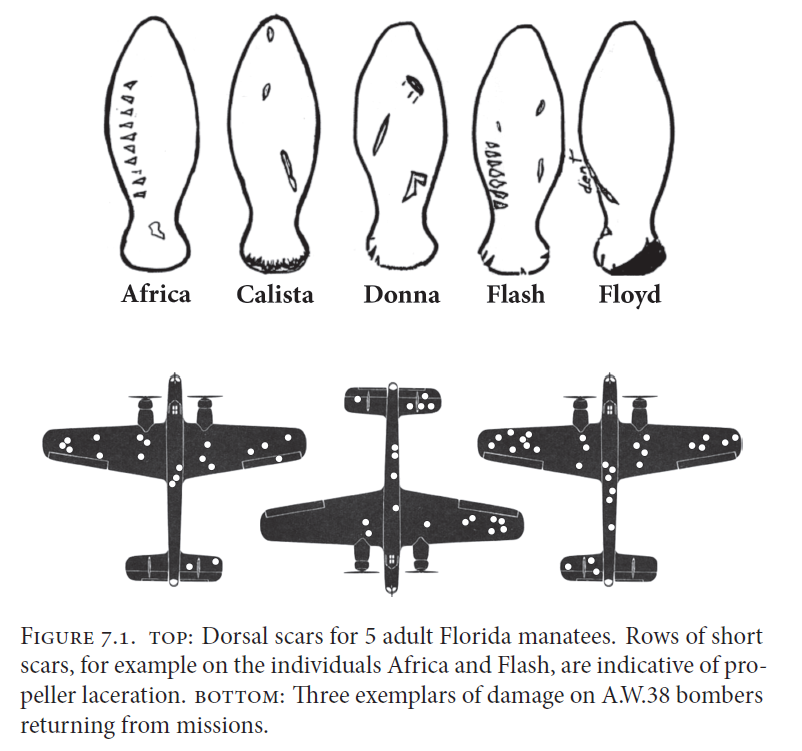 dent
Africa Calista Donna Flash Floyd
FIGURE 7.1. TOP: Dorsal scars for 5 adult Florida manatees. Rows of short
scars, for example on the individuals Africa and Flash, are indicative of pro-
peller laceration. BOTTOM: Three exemplars of damage on A.W.38 bombers
returning from missions.